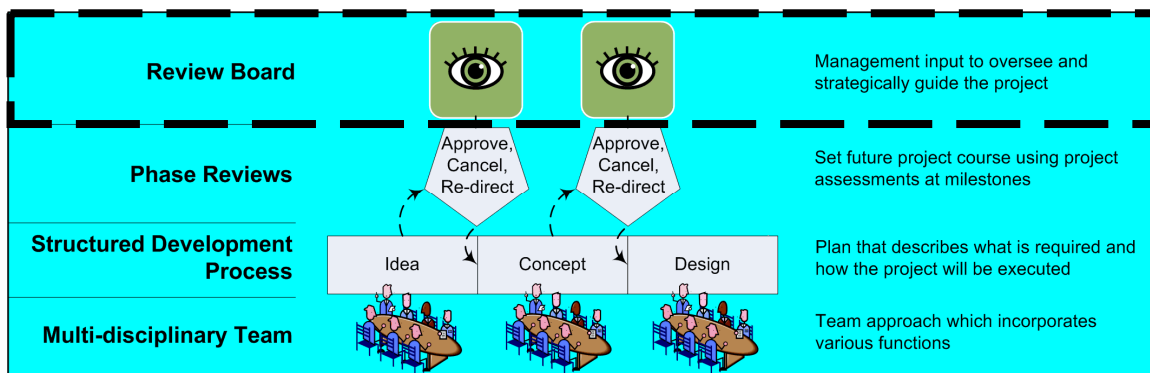 Review Board
Management input to oversee and
strategically guide the project
Phase Reviews
Approve,
Cancel,
Re-direct
Approve,
Cancel,
Re-direct
Set future project course using project
assessments at milestones
Structured Development
Process
Idea
Concept
Design
Plan that describes what is required and
how the project will be executed
Multi-disciplinary Team
Team approach which incorporates
various functions